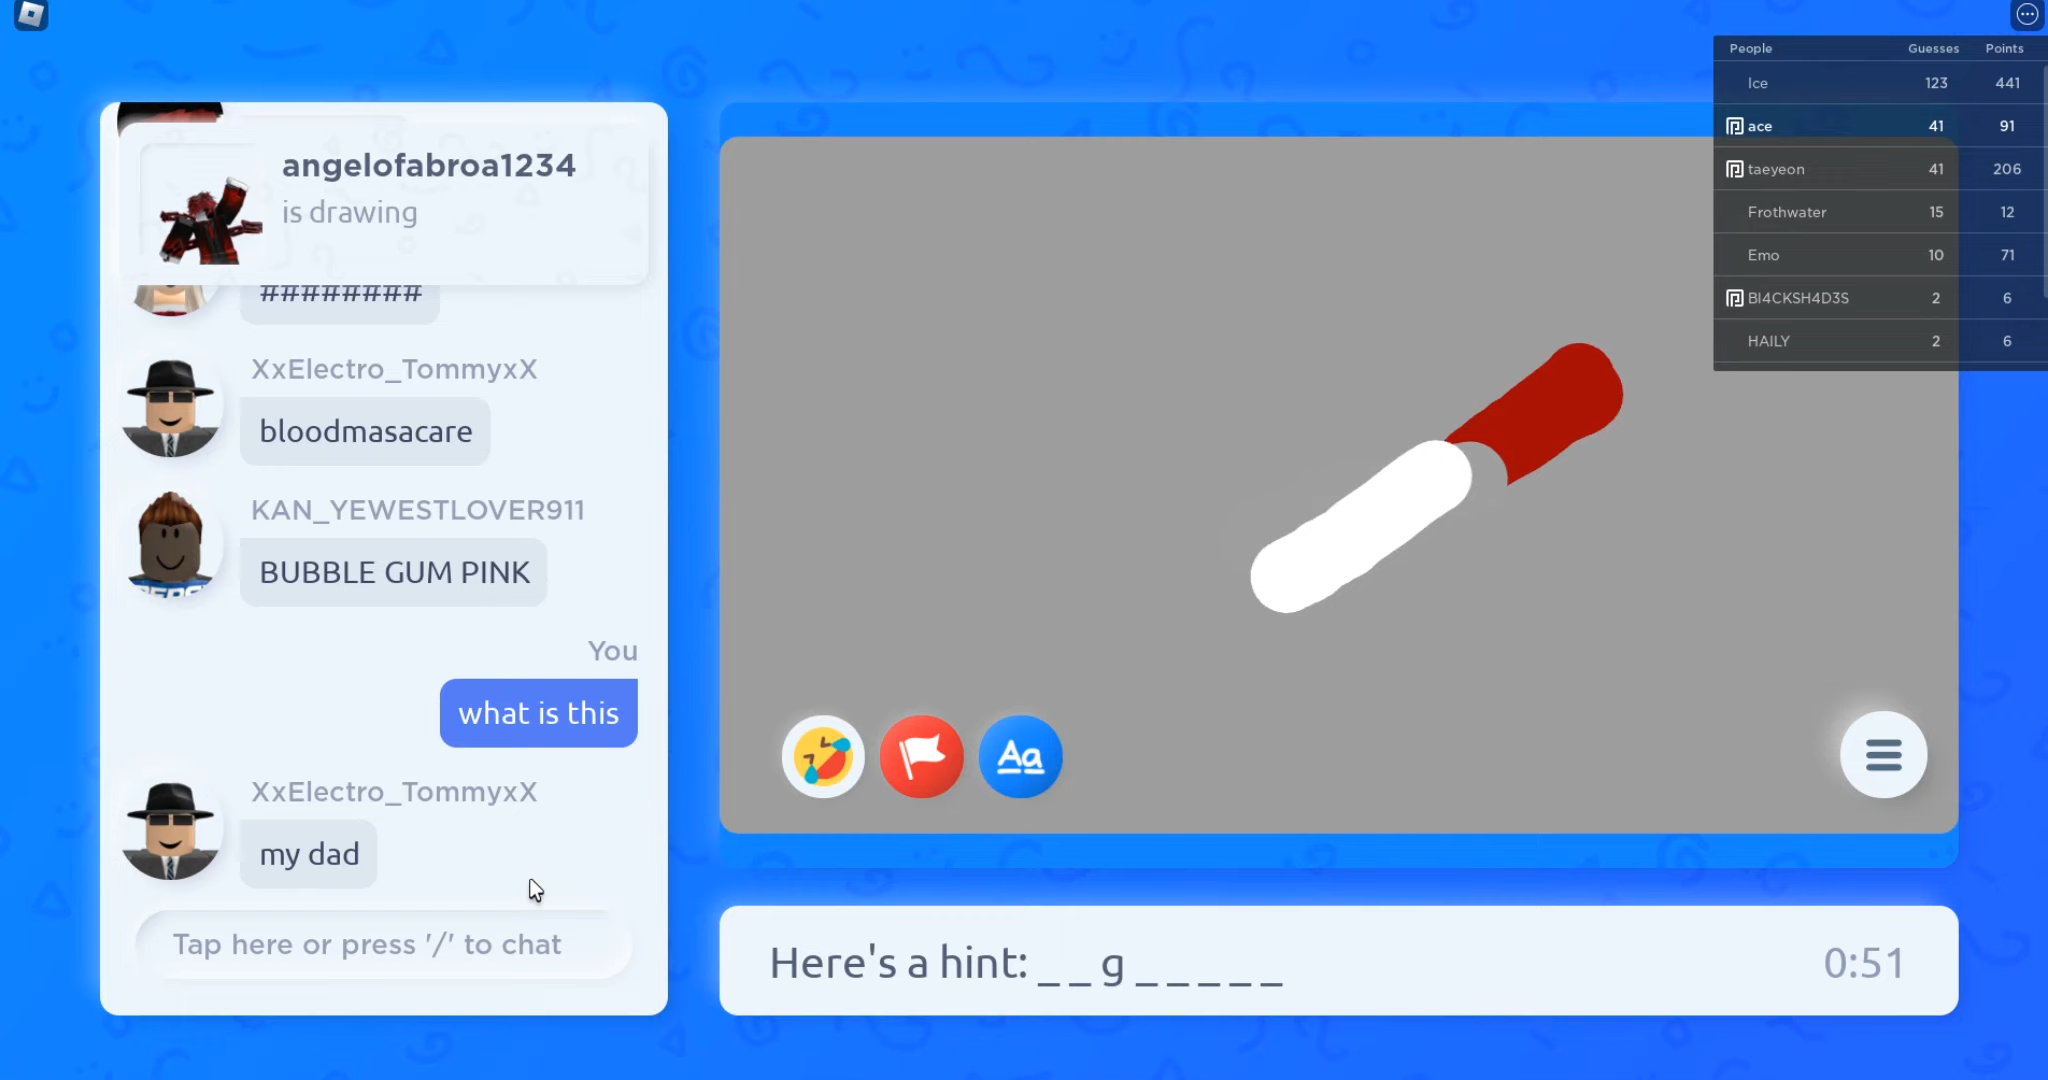 People Guesses Points
Ice 123 441
ace 41 91
taeyeon 41 206
Frothwater 15 12
Emo 10 71
BI4CKSH4D3S 2 6
HAILY 2 6
angelofabroa1234
is drawing
########
XxElectro_TommyxX
bloodmasacare
KAN_YEWESTLOVER911
BUBBLE GUM PINK
You
what is this
XxElectro_TommyxX
my dad
Tap here or press '/' to chat
Aa
Here's a hint: _ _ g _ _ _ _ _
0:51